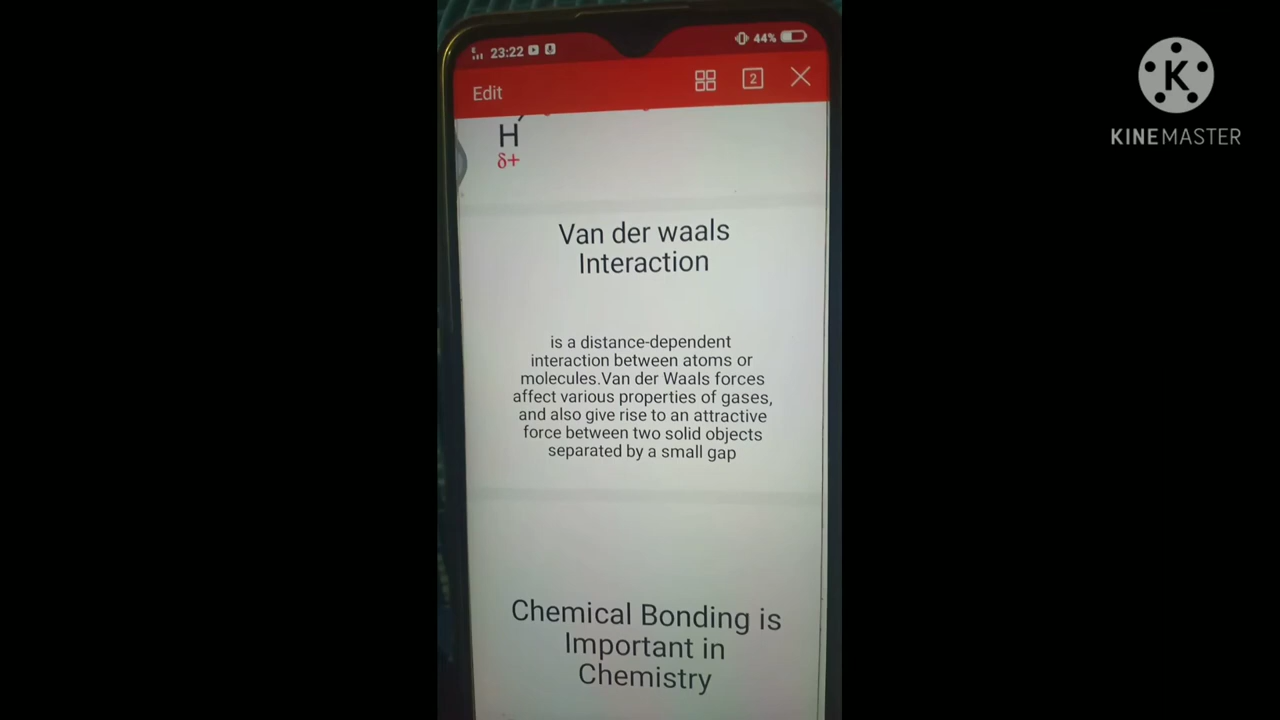 23:22
44%
Edit
2
H
δ+
Van der waals
Interaction
is a distance-dependent
interaction between atoms or
molecules.Van der Waals forces
affect various properties of gases,
and also give rise to an attractive
force between two solid objects
separated by a small gap
Chemical Bonding is
Important in
Chemistry
K
KINEMASTER